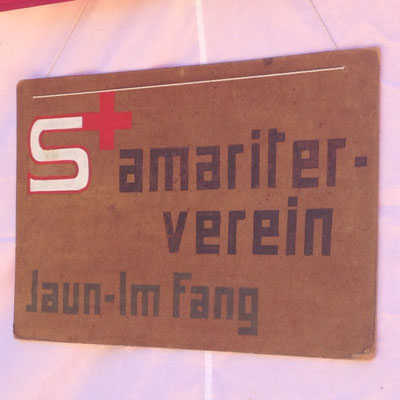 Samariter-
verein
Jaun-Im Fang